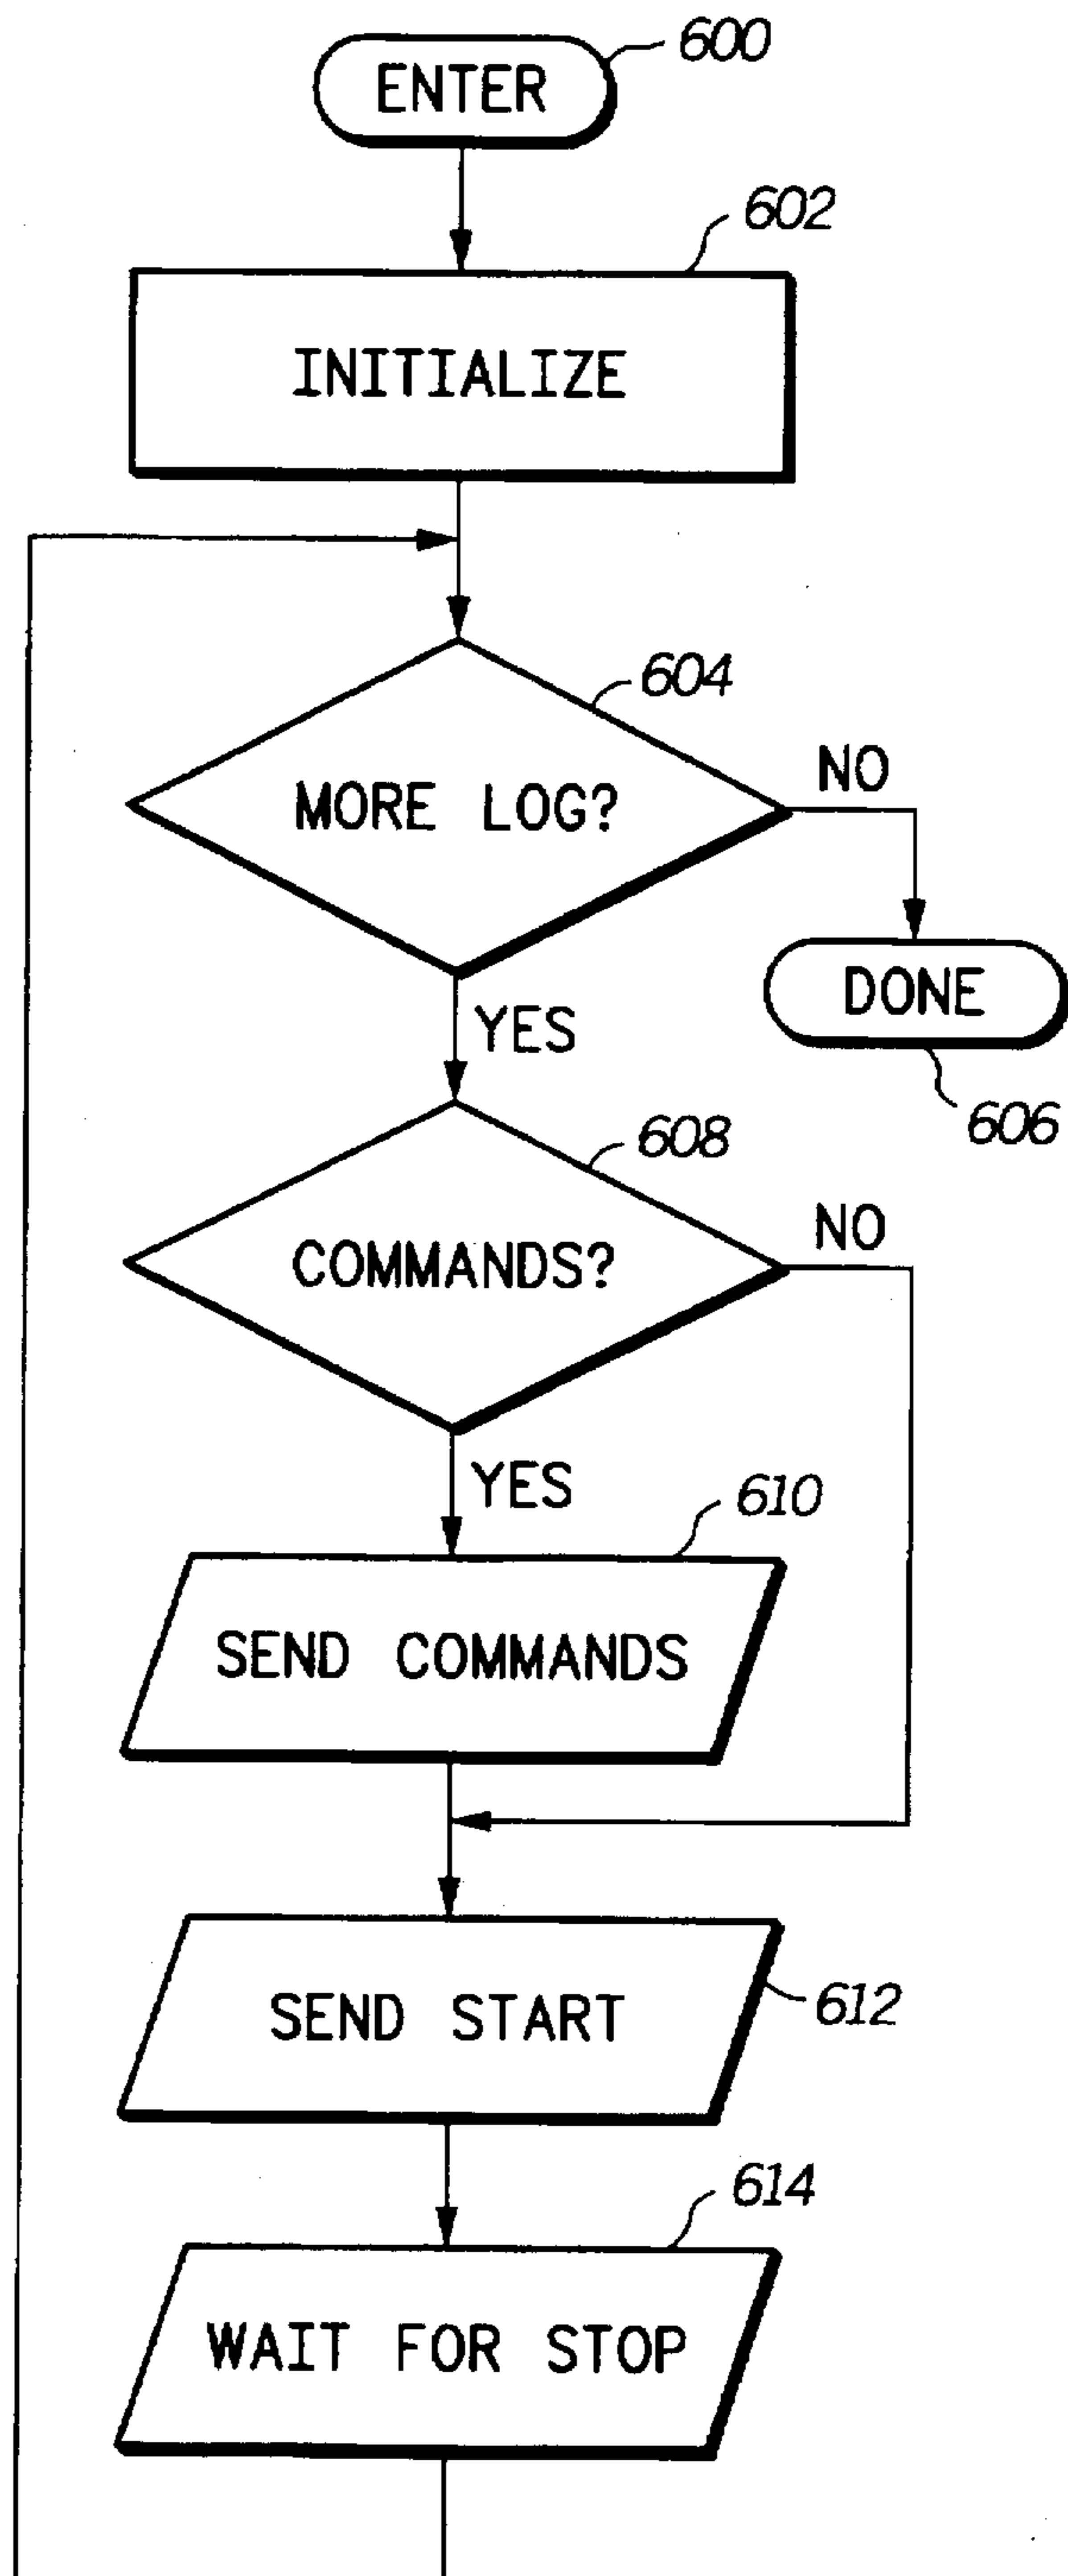 ENTER
600
602
INITIALIZE
604
MORE LOG?
NO
DONE
606
YES
608
COMMANDS?
NO
YES
610
SEND COMMANDS
SEND START
612
614
WAIT FOR STOP